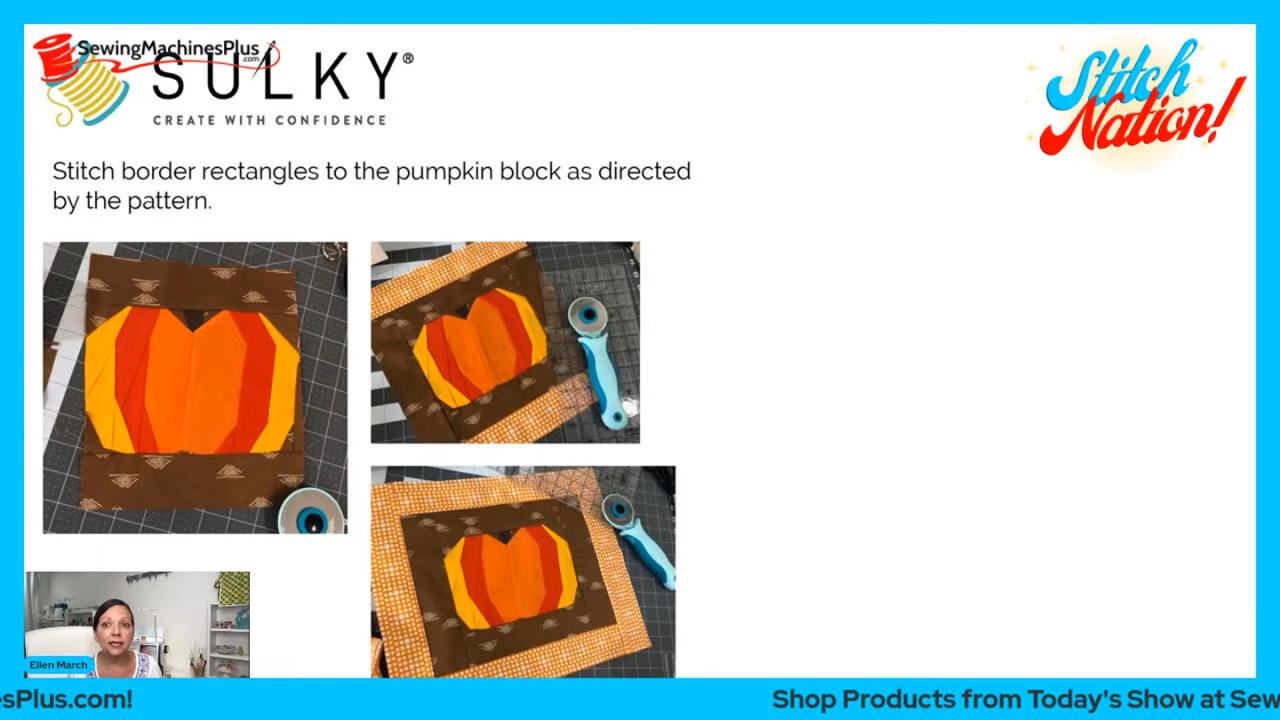 SewingMachinesPlus
.com
SULKY®
CREATE WITH CONFIDENCE
Stitch
Nation!
Stitch border rectangles to the pumpkin block as directed
by the pattern.
Ellen March
esPlus.com!
Shop Products from Today's Show at Sew